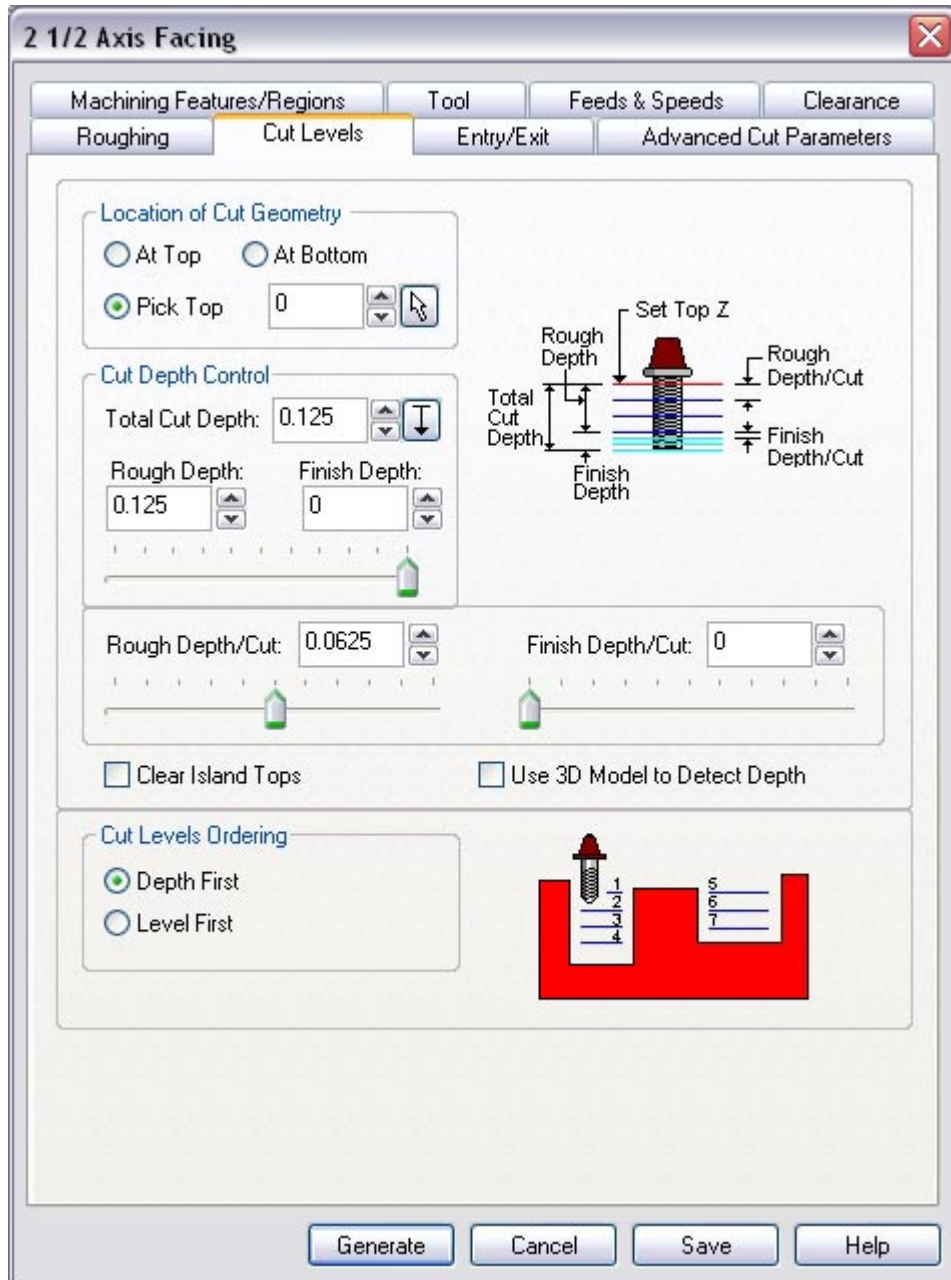 2 1/2 Axis Facing
Machining Features/Regions
Tool
Feeds & Speeds
Clearance
Roughing
Cut Levels
Entry/Exit
Advanced Cut Parameters
Location of Cut Geometry
At Top
At Bottom
Pick Top
0
Cut Depth Control
Total Cut Depth:
0.125
Rough Depth:
Finish Depth:
0.125
0
Set Top Z
Rough
Depth
Rough
Depth/Cut
Total
Cut
Depth
Finish
Depth/Cut
Finish
Depth
Rough Depth/Cut:
0.0625
Finish Depth/Cut:
0
Clear Island Tops
Use 3D Model to Detect Depth
Cut Levels Ordering
Depth First
Level First
1
2
3
4
5
6
7
Generate
Cancel
Save
Help